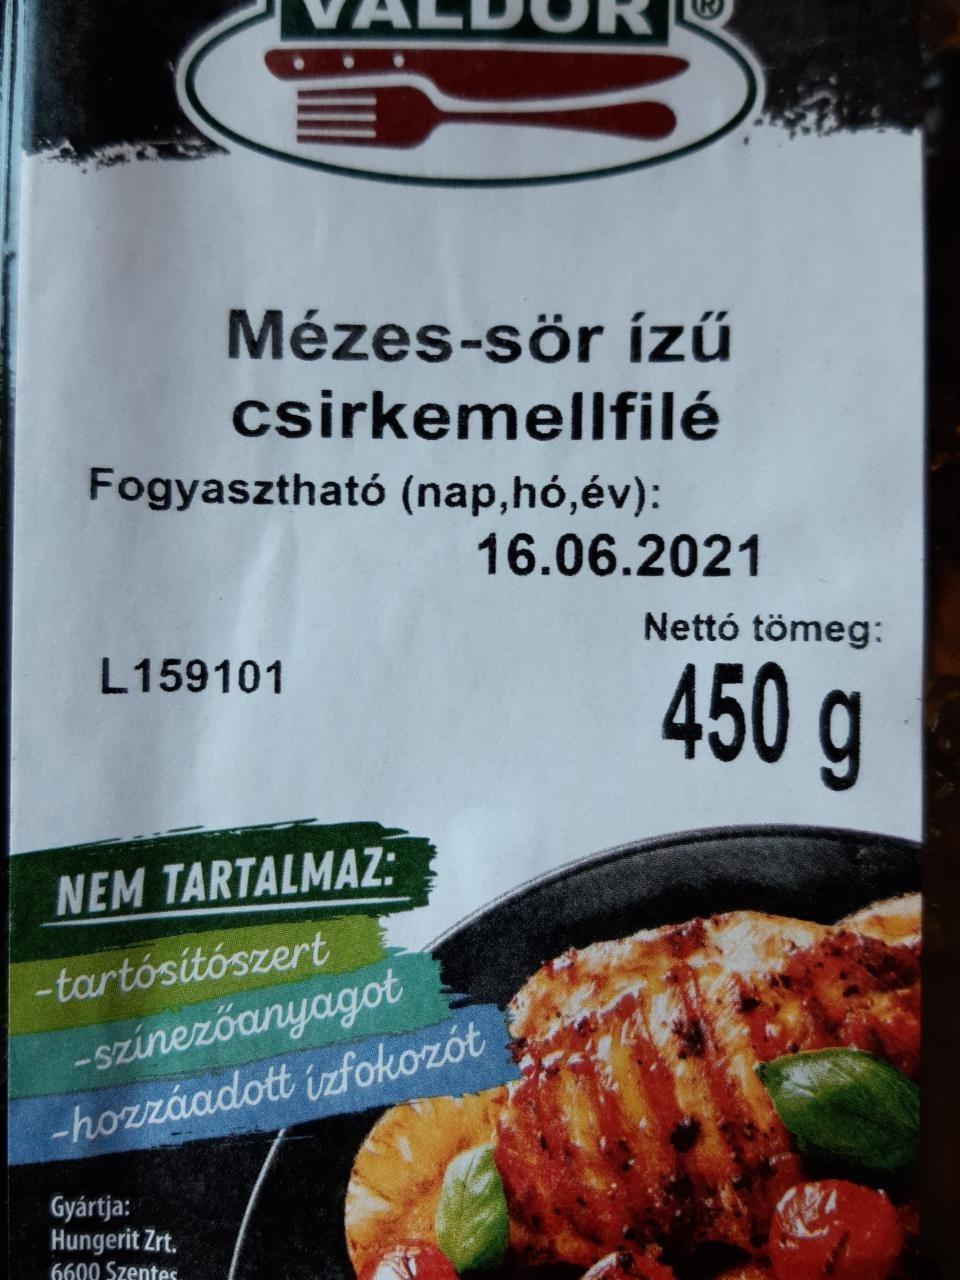 VALDOR®
Mézes-sör ízű
csirkemellfilé
Fogyasztható (nap,hó,év):
16.06.2021
Nettó tömeg:
L159101
450 g
NEM TARTALMAZ:
-tartósítószert
-színezőanyagot
-hozzáadott ízfokozót
Gyártja:
Hungerit Zrt.
6600 Szentes